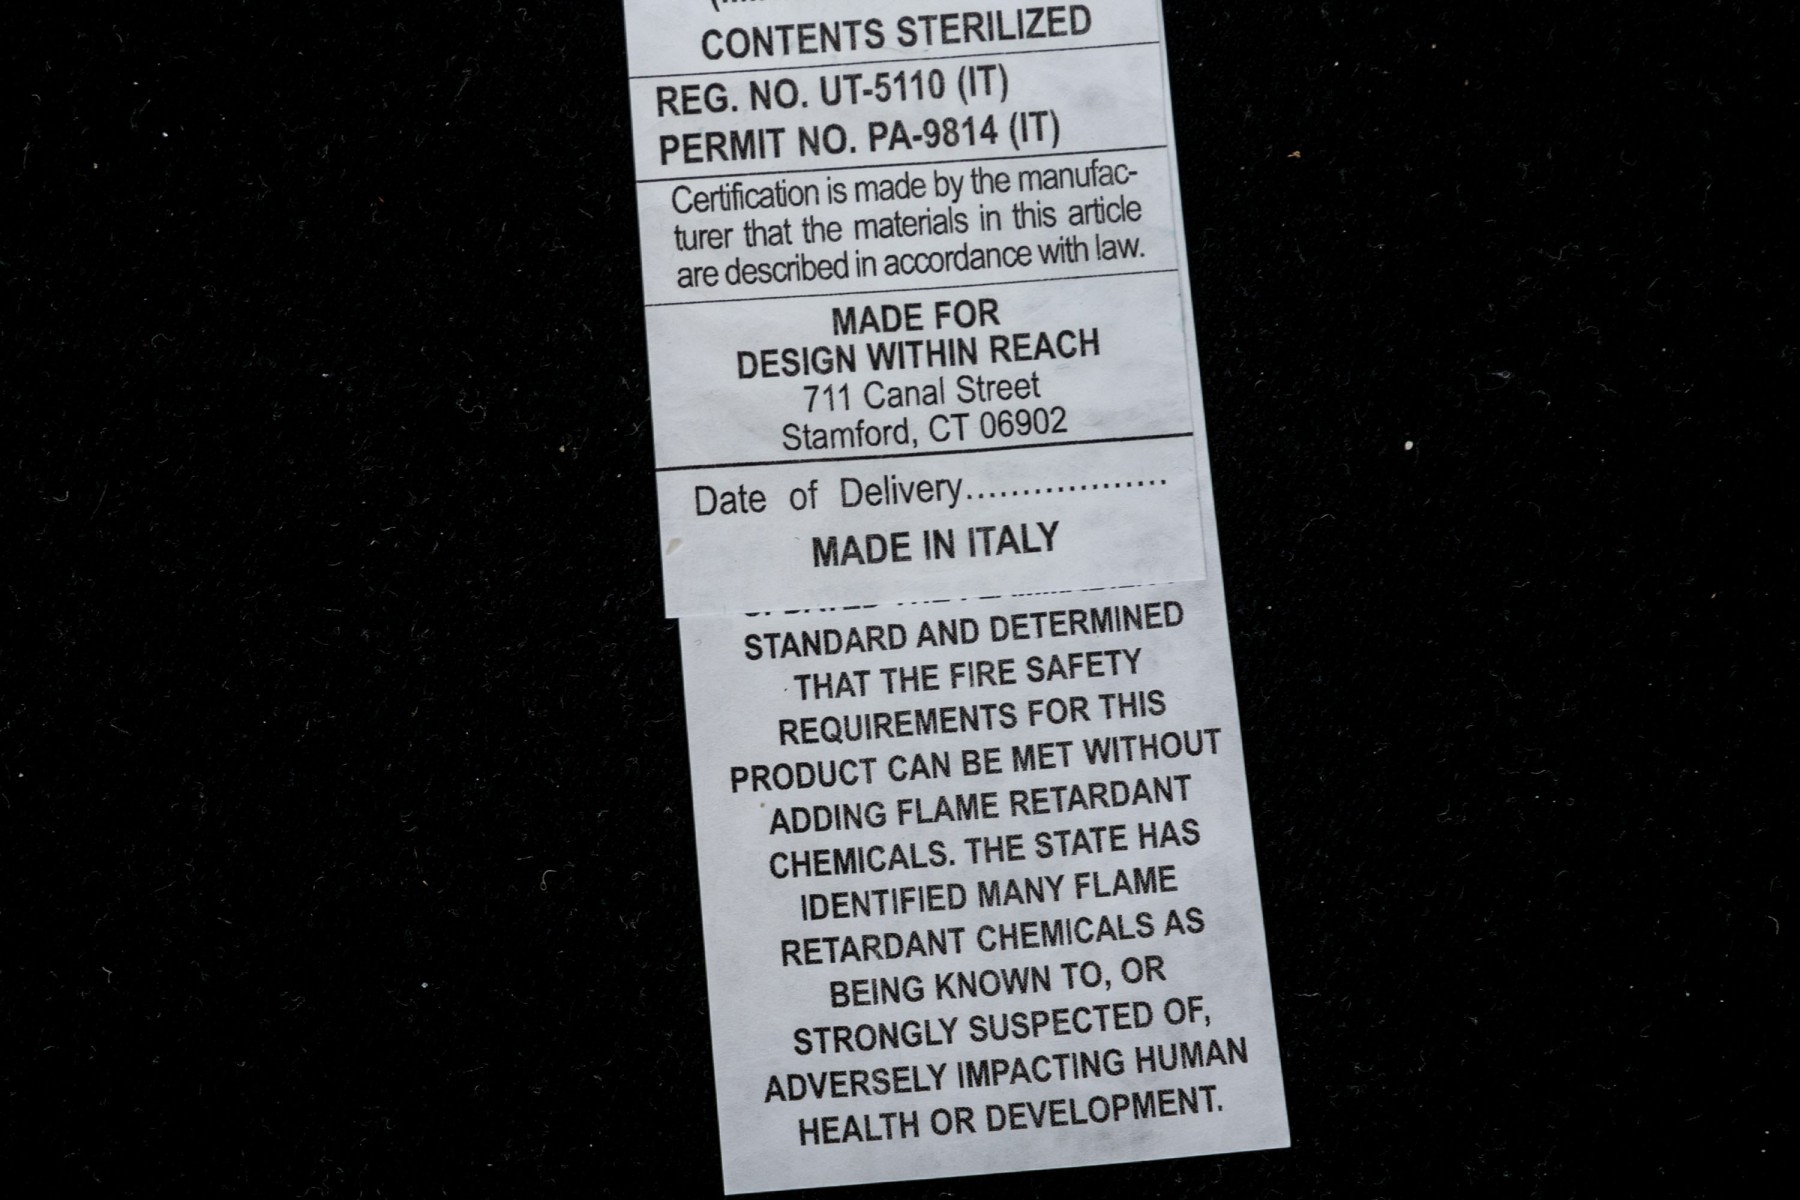 CONTENTS STERILIZED
REG. NO. UT-5110 (IT)
PERMIT NO. PA-9814 (IT)
Certification is made by the manufac-
turer that the materials in this article
are described in accordance with law.
MADE FOR
DESIGN WITHIN REACH
711 Canal Street
Stamford, CT 06902
Date of Delivery..................
MADE IN ITALY
STANDARD AND DETERMINED
THAT THE FIRE SAFETY
REQUIREMENTS FOR THIS
PRODUCT CAN BE MET WITHOUT
ADDING FLAME RETARDANT
CHEMICALS. THE STATE HAS
IDENTIFIED MANY FLAME
RETARDANT CHEMICALS AS
BEING KNOWN TO, OR
STRONGLY SUSPECTED OF,
ADVERSELY IMPACTING HUMAN
HEALTH OR DEVELOPMENT.